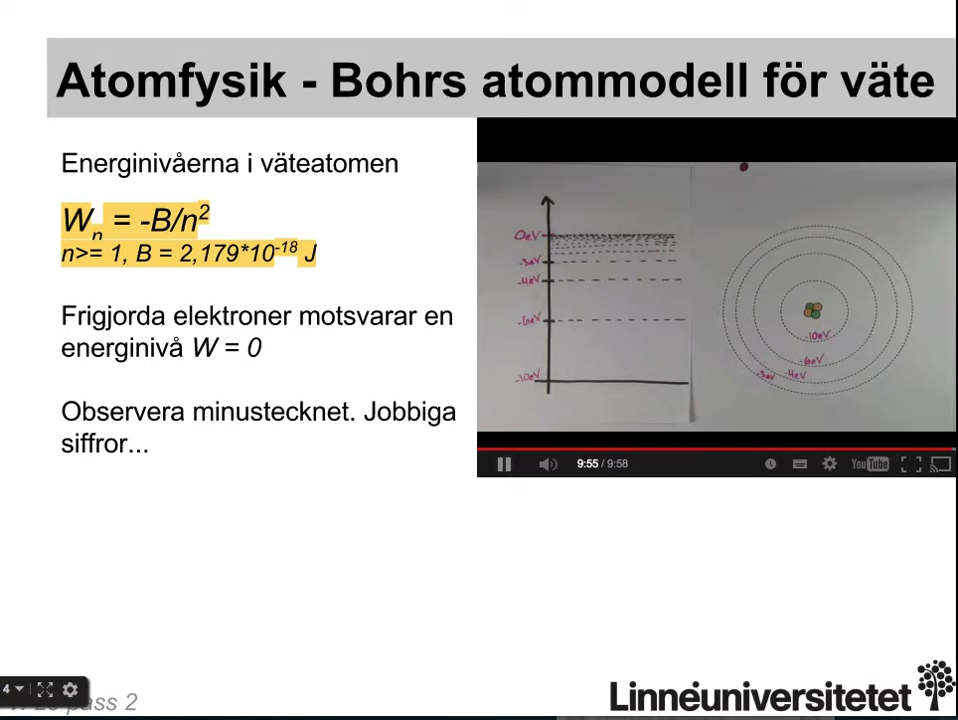 Atomfysik - Bohrs atommodell för väte
Energinivåerna i väteatomen
Wn = -B/n²
n>= 1, B = 2,179*10⁻¹⁸ J
Frigjorda elektroner motsvarar en
energinivå W = 0
Observera minustecknet. Jobbiga
siffror...
0eV
-3eV
-4eV
-6eV
-10eV
-10eV
-6eV
-3eV -4eV
9:55 / 9:58
YouTube
4
pass 2
Linnéuniversitetet